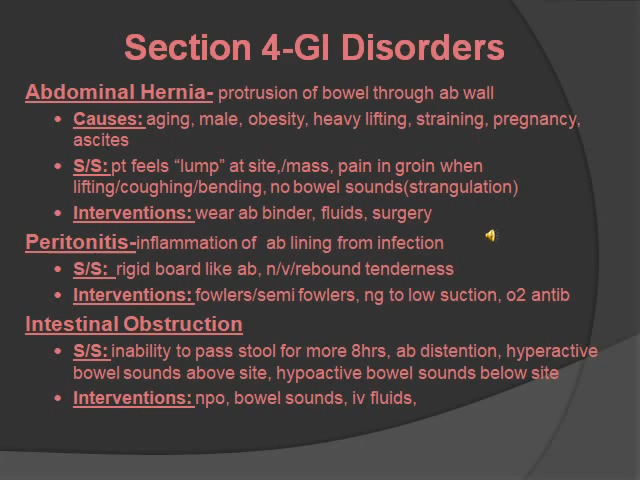 Section 4-GI Disorders
Abdominal Hernia- protrusion of bowel through ab wall
• Causes: aging, male, obesity, heavy lifting, straining, pregnancy,
ascites
• S/S: pt feels “lump” at site,/mass, pain in groin when
lifting/coughing/bending, no bowel sounds(strangulation)
• Interventions: wear ab binder, fluids, surgery
Peritonitis-inflammation of  ab lining from infection
• S/S:  rigid board like ab, n/v/rebound tenderness
• Interventions: fowlers/semi fowlers, ng to low suction, o2 antib
Intestinal Obstruction
• S/S: inability to pass stool for more 8hrs, ab distention, hyperactive
bowel sounds above site, hypoactive bowel sounds below site
• Interventions: npo, bowel sounds, iv fluids,